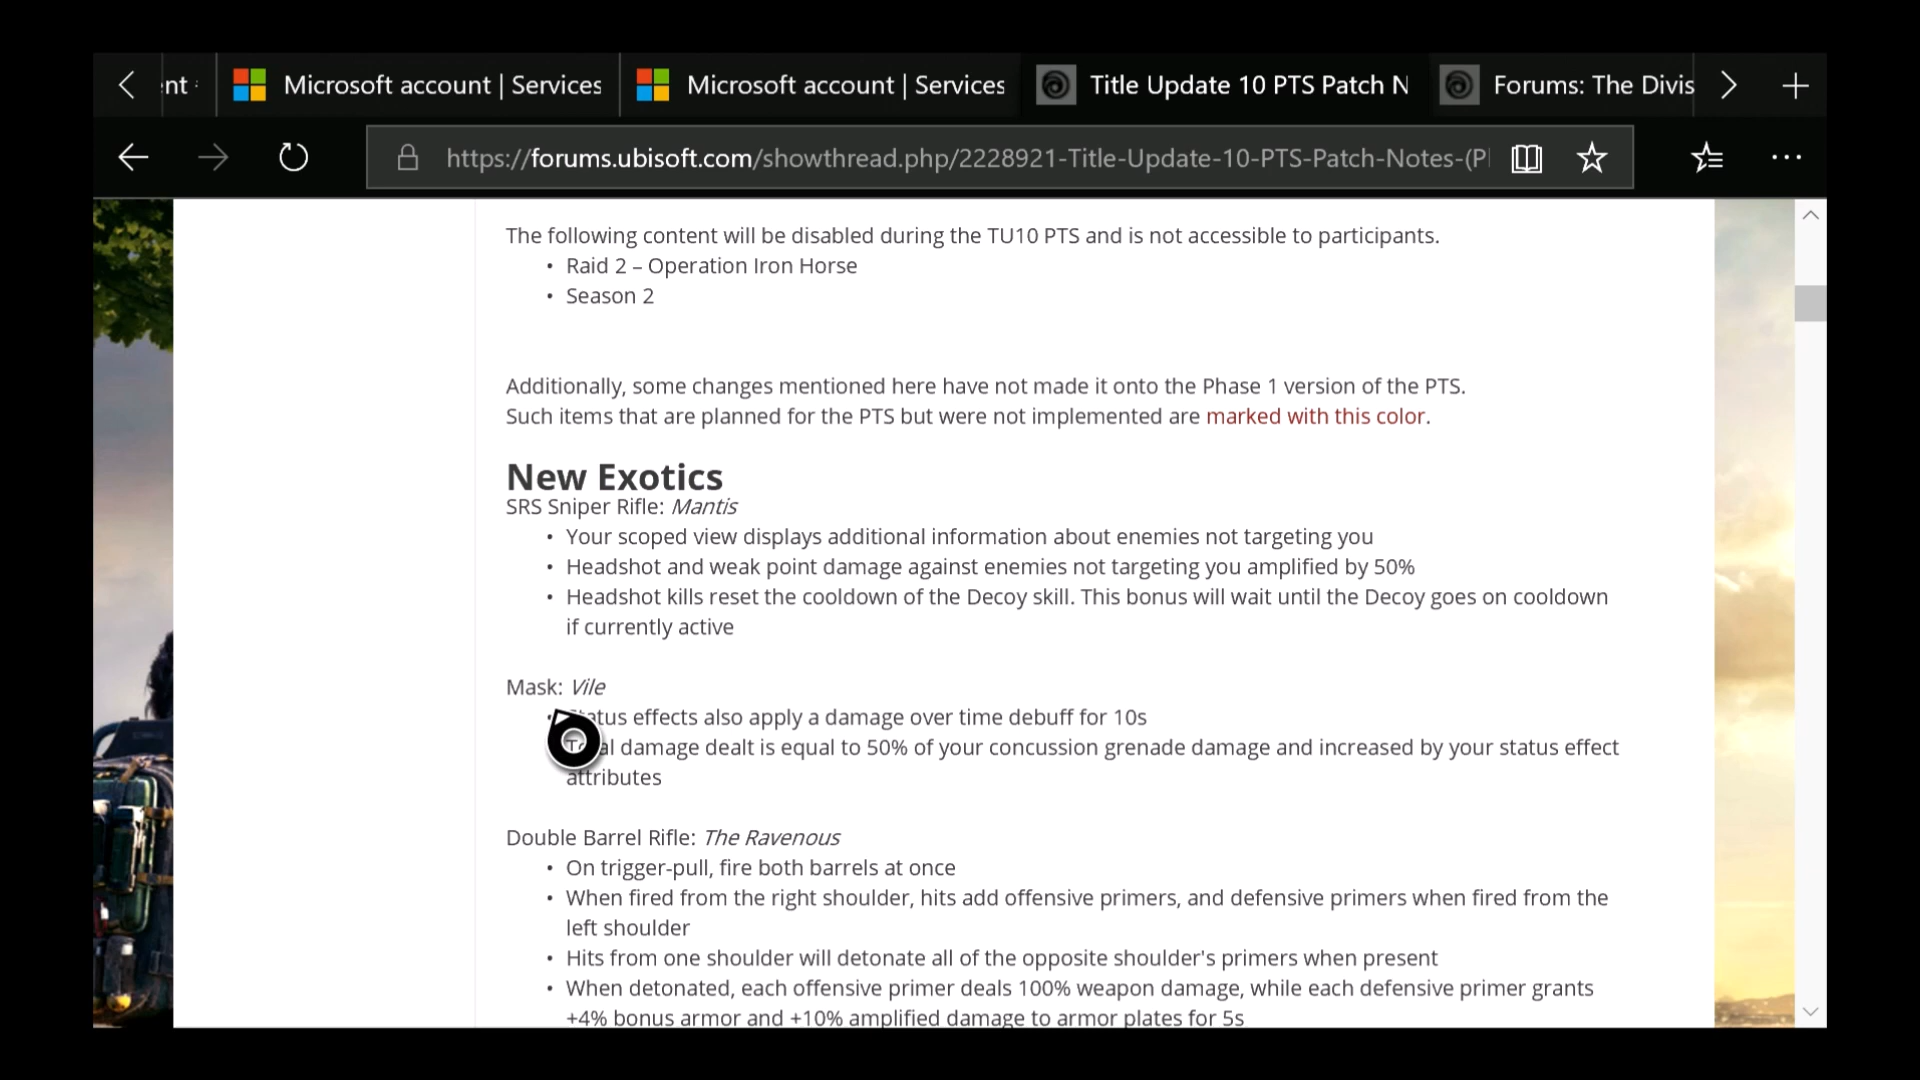 nt
Microsoft account | Services
Microsoft account | Services
Title Update 10 PTS Patch N
Forums: The Divis
https://forums.ubisoft.com/showthread.php/2228921-Title-Update-10-PTS-Patch-Notes-(P
The following content will be disabled during the TU10 PTS and is not accessible to participants.
• Raid 2 – Operation Iron Horse
• Season 2
Additionally, some changes mentioned here have not made it onto the Phase 1 version of the PTS.
Such items that are planned for the PTS but were not implemented are marked with this color.
New Exotics
SRS Sniper Rifle: Mantis
• Your scoped view displays additional information about enemies not targeting you
• Headshot and weak point damage against enemies not targeting you amplified by 50%
• Headshot kills reset the cooldown of the Decoy skill. This bonus will wait until the Decoy goes on cooldown
if currently active
Mask: Vile
Status effects also apply a damage over time debuff for 10s
Total damage dealt is equal to 50% of your concussion grenade damage and increased by your status effect
attributes
Double Barrel Rifle: The Ravenous
• On trigger-pull, fire both barrels at once
• When fired from the right shoulder, hits add offensive primers, and defensive primers when fired from the
left shoulder
• Hits from one shoulder will detonate all of the opposite shoulder's primers when present
• When detonated, each offensive primer deals 100% weapon damage, while each defensive primer grants
+4% bonus armor and +10% amplified damage to armor plates for 5s